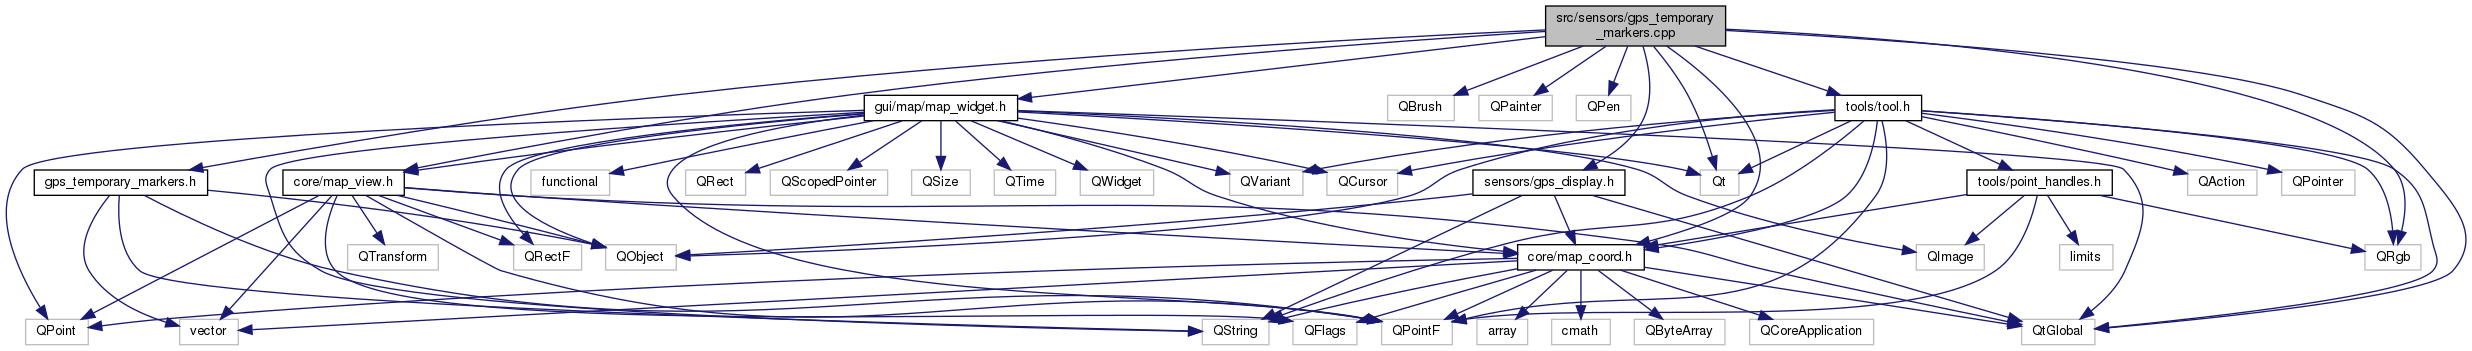 src/sensors/gps_temporary
_markers.cpp
gui/map/map_widget.h
QBrush
QPainter
QPen
tools/tool.h
gps_temporary_markers.h
core/map_view.h
functional
QRect
QScopedPointer
QSize
QTime
QWidget
QVariant
QCursor
sensors/gps_display.h
Qt
tools/point_handles.h
QAction
QPointer
QTransform
QRectF
QObject
core/map_coord.h
QImage
limits
QRgb
QPoint
vector
QString
QFlags
QPointF
array
cmath
QByteArray
QCoreApplication
QtGlobal